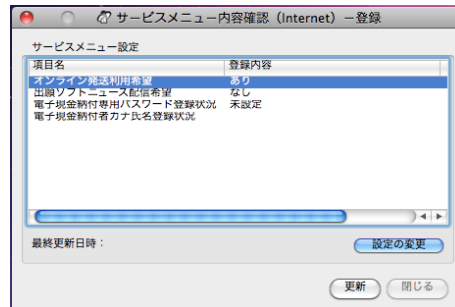 サービスメニュー内容確認（Internet）－登録
サービスメニュー設定
項目名 登録内容
オンライン発送利用希望 あり
出願ソフトニュース配信希望 なし
電子現金納付専用パスワード登録状況 未設定
電子現金納付者カナ氏名登録状況
最終更新日時：
設定の変更
更新 閉じる